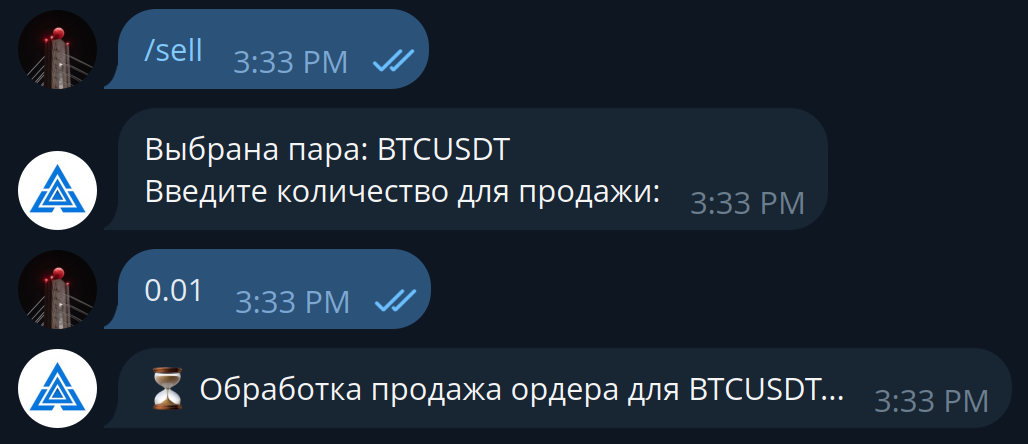 /sell 3:33 PM
Выбрана пара: BTCUSDT
Введите количество для продажи: 3:33 PM
0.01 3:33 PM
⏳ Обработка продажа ордера для BTCUSDT... 3:33 PM